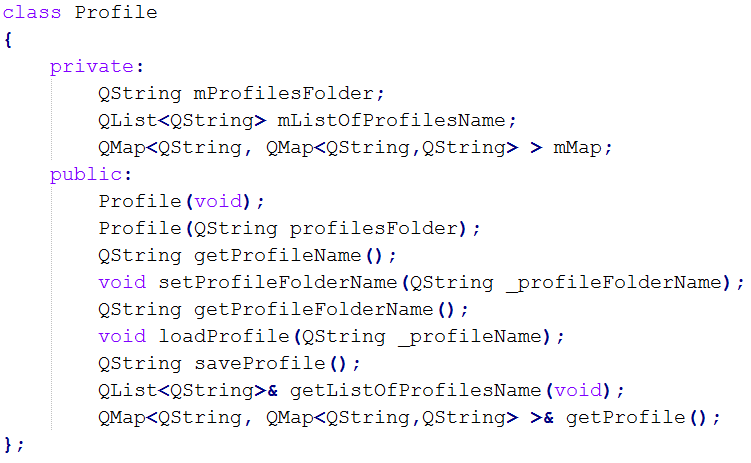 class Profile
{
    private:
        QString mProfilesFolder;
        QList<QString> mListOfProfilesName;
        QMap<QString, QMap<QString,QString> > mMap;
    public:
        Profile(void);
        Profile(QString profilesFolder);
        QString getProfileName();
        void setProfileFolderName(QString _profileFolderName);
        QString getProfileFolderName();
        void loadProfile(QString _profileName);
        QString saveProfile();
        QList<QString>& getListOfProfilesName(void);
        QMap<QString, QMap<QString,QString> >& getProfile();
};